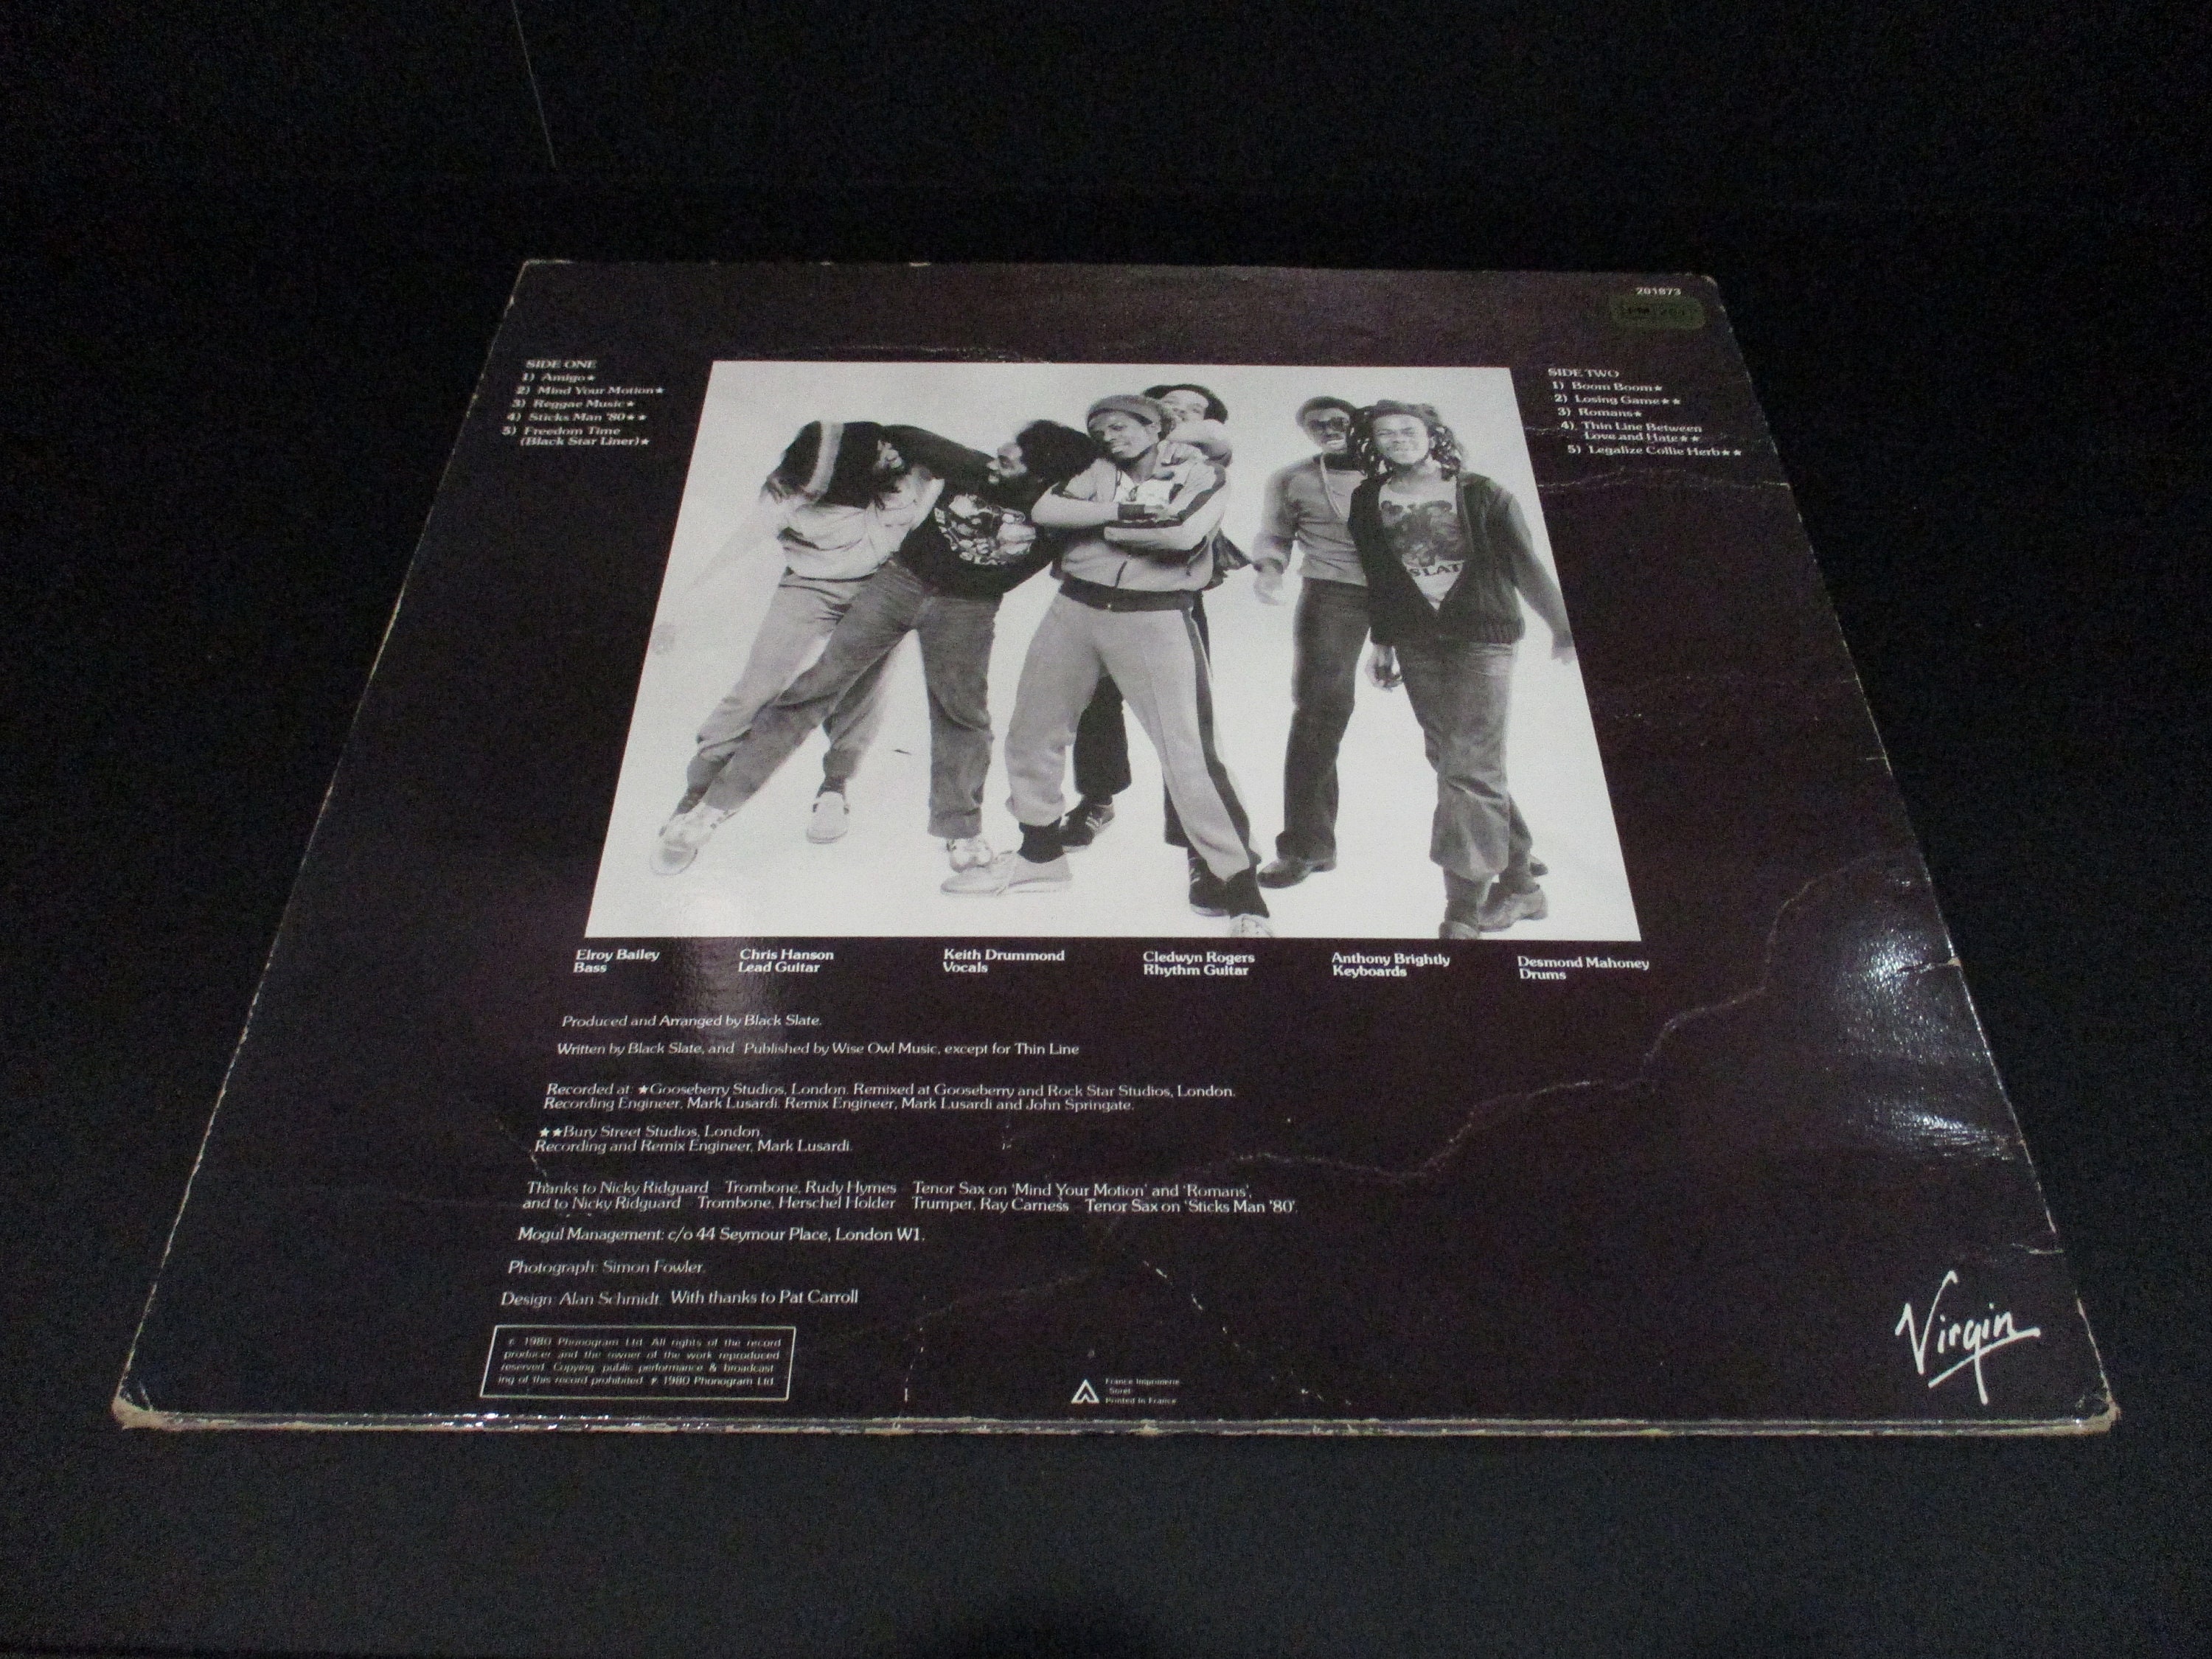 201873
SIDE ONE
1) Amigo★
2) Mind Your Motion★
3) Reggae Music★
4) Sticks Man '80★★
5) Freedom Time
(Black Star Liner)★
SIDE TWO
1) Boom Boom★
2) Losing Game★★
3) Romans★
4) Thin Line Between
Love and Hate★★
5) Legalize Collie Herb★★
SLAT
Elroy Bailey
Bass
Chris Hanson
Lead Guitar
Keith Drummond
Vocals
Cledwyn Rogers
Rhythm Guitar
Anthony Brightly
Keyboards
Desmond Mahoney
Drums
Produced and Arranged by Black Slate.
Written by Black Slate, and Published by Wise Owl Music, except for Thin Line
Recorded at: ★Gooseberry Studios, London. Remixed at Gooseberry and Rock Star Studios, London.
Recording Engineer, Mark Lusardi. Remix Engineer, Mark Lusardi and John Springate.
★★Bury Street Studios, London.
Recording and Remix Engineer, Mark Lusardi.
Thanks to Nicky Ridguard Trombone, Rudy Hymes Tenor Sax on 'Mind Your Motion' and 'Romans',
and to Nicky Ridguard Trombone, Herschel Holder Trumper, Ray Carness Tenor Sax on 'Sticks Man '80'.
Mogul Management: c/o 44 Seymour Place, London W1.
Photograph: Simon Fowler.
Design: Alan Schmidt. With thanks to Pat Carroll
℗ 1980 Phonogram Ltd. All rights of the record
producer and the owner of the work reproduced
reserved. Copying, public performance & broadcast
ing of this record prohibited. ℗ 1980 Phonogram Ltd.
France Imprimerie
Printed in France
Virgin